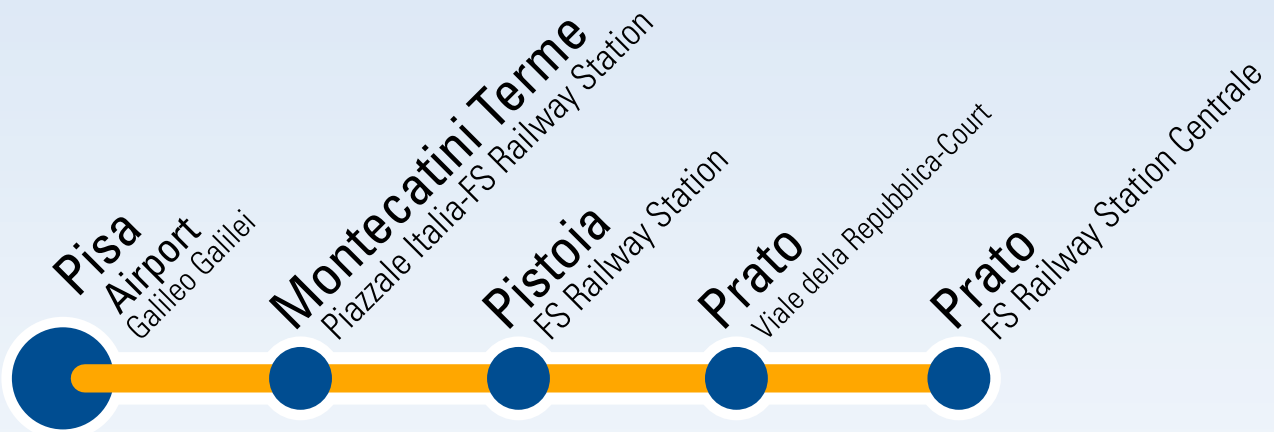 Pisa
Airport
Galileo Galilei
Montecatini Terme
Piazzale Italia-FS Railway Station
Pistoia
FS Railway Station
Prato
Viale della Repubblica-Court
Prato
FS Railway Station Centrale